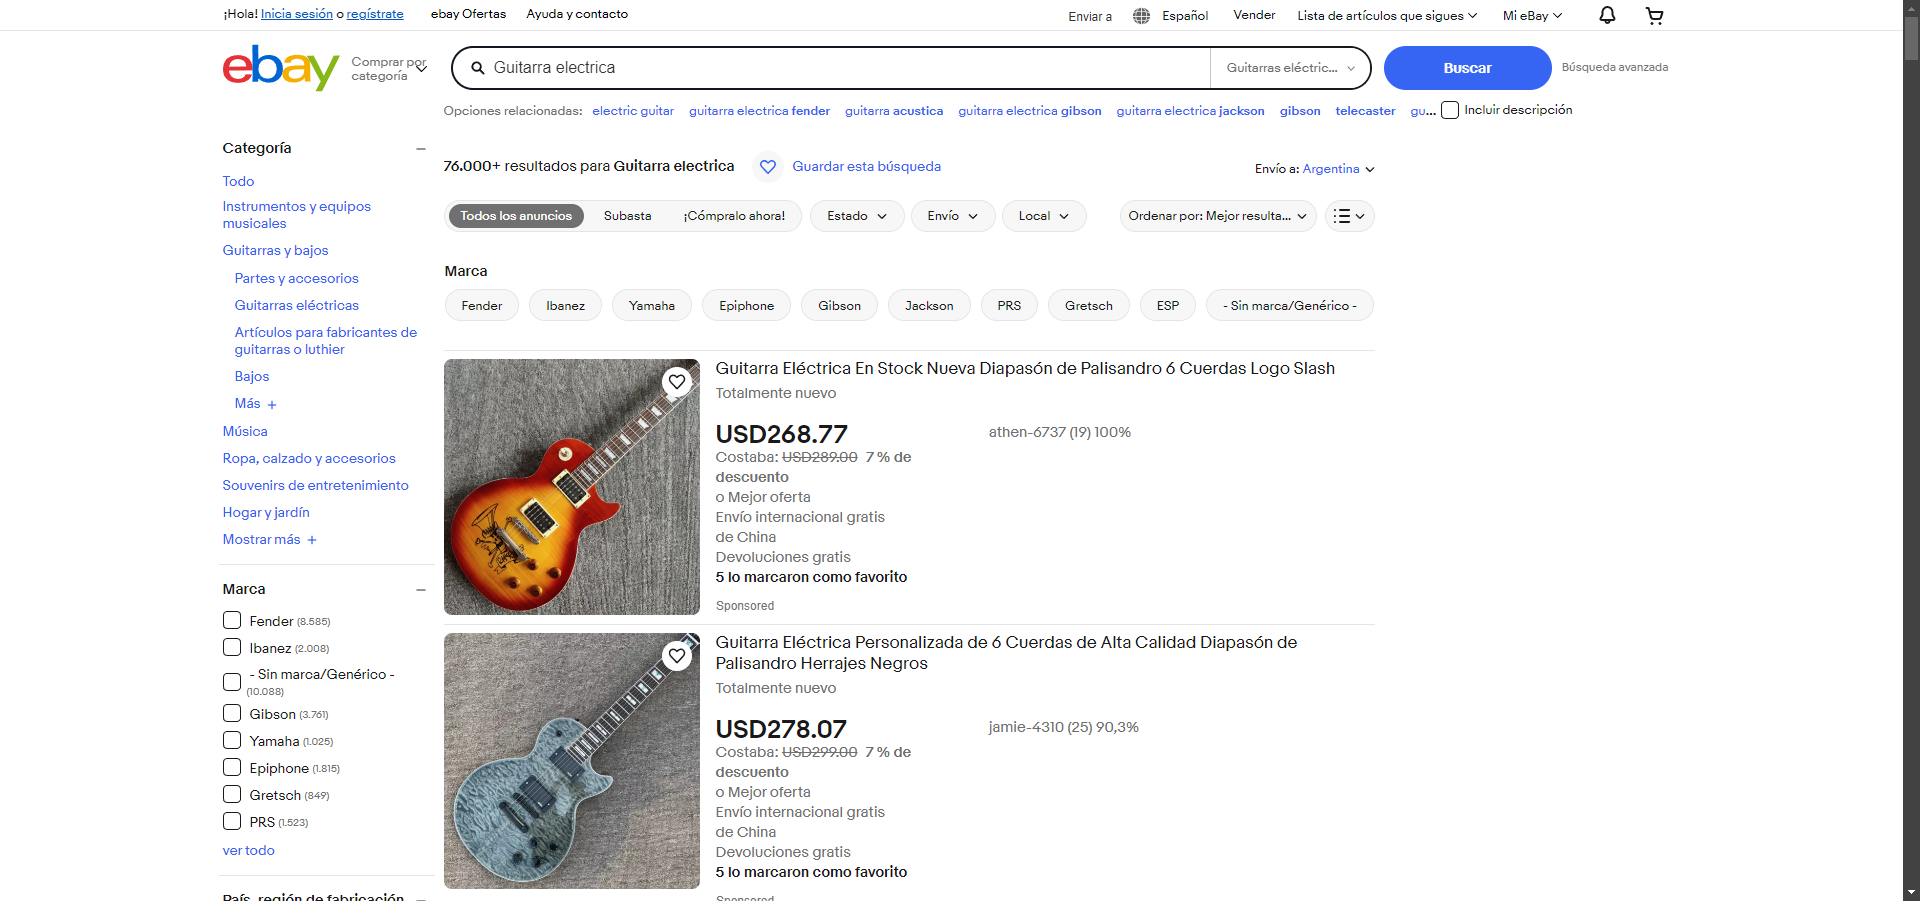 ¡Hola! Inicia sesión o regístrate
ebay Ofertas
Ayuda y contacto
Enviar a
Español
Vender
Lista de artículos que sigues
Mi eBay
ebay
Comprar por
categoría
Guitarra electrica
Guitarras eléctric...
Buscar
Búsqueda avanzada
Opciones relacionadas: electric guitar guitarra electrica fender guitarra acustica guitarra electrica gibson guitarra electrica jackson gibson telecaster gu...
Incluir descripción
Categoría
Todo
Instrumentos y equipos
musicales
Guitarras y bajos
Partes y accesorios
Guitarras eléctricas
Artículos para fabricantes de
guitarras o luthier
Bajos
Más +
Música
Ropa, calzado y accesorios
Souvenirs de entretenimiento
Hogar y jardín
Mostrar más +
Marca
Fender (8.585)
Ibanez (2.008)
- Sin marca/Genérico -
(10.088)
Gibson (3.761)
Yamaha (1.025)
Epiphone (1.815)
Gretsch (849)
PRS (1.523)
ver todo
País, región de fabricación
76.000+ resultados para Guitarra electrica
Guardar esta búsqueda
Envío a: Argentina
Todos los anuncios
Subasta
¡Cómpralo ahora!
Estado
Envío
Local
Ordenar por: Mejor resulta...
Marca
Fender
Ibanez
Yamaha
Epiphone
Gibson
Jackson
PRS
Gretsch
ESP
- Sin marca/Genérico -
Guitarra Eléctrica En Stock Nueva Diapasón de Palisandro 6 Cuerdas Logo Slash
Totalmente nuevo
USD268.77
athen-6737 (19) 100%
Costaba: USD289.00 7 % de
descuento
o Mejor oferta
Envío internacional gratis
de China
Devoluciones gratis
5 lo marcaron como favorito
Sponsored
Guitarra Eléctrica Personalizada de 6 Cuerdas de Alta Calidad Diapasón de
Palisandro Herrajes Negros
Totalmente nuevo
USD278.07
jamie-4310 (25) 90,3%
Costaba: USD299.00 7 % de
descuento
o Mejor oferta
Envío internacional gratis
de China
Devoluciones gratis
5 lo marcaron como favorito
Sponsored